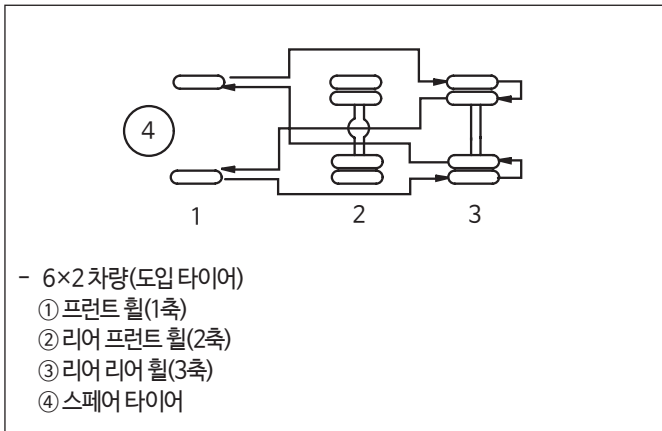 4
1
2
3
- 6×2 차량(도입 타이어)
① 프런트 휠(1축)
② 리어 프런트 휠(2축)
③ 리어 리어 휠(3축)
④ 스페어 타이어